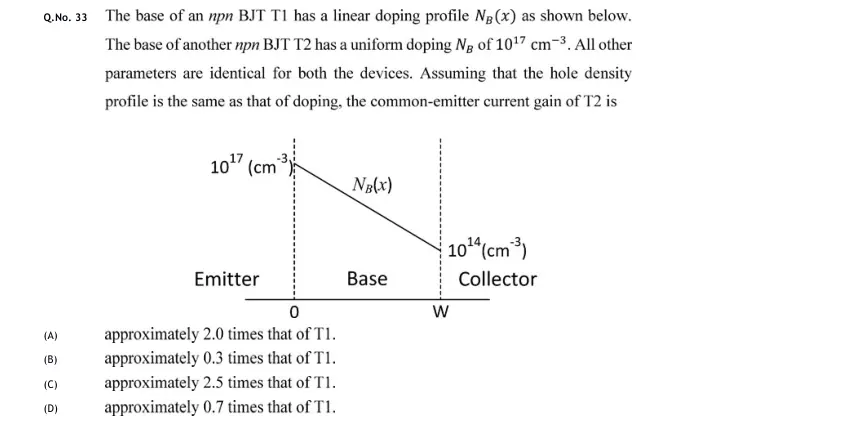 Q.No. 33 The base of an npn BJT T1 has a linear doping profile N_B(x) as shown below.
The base of another npn BJT T2 has a uniform doping N_B of 10^17 cm^−3. All other
parameters are identical for both the devices. Assuming that the hole density
profile is the same as that of doping, the common-emitter current gain of T2 is
10^17 (cm^-3)
N_B(x)
10^14(cm^-3)
Emitter Base Collector
0 W
(A) approximately 2.0 times that of T1.
(B) approximately 0.3 times that of T1.
(C) approximately 2.5 times that of T1.
(D) approximately 0.7 times that of T1.